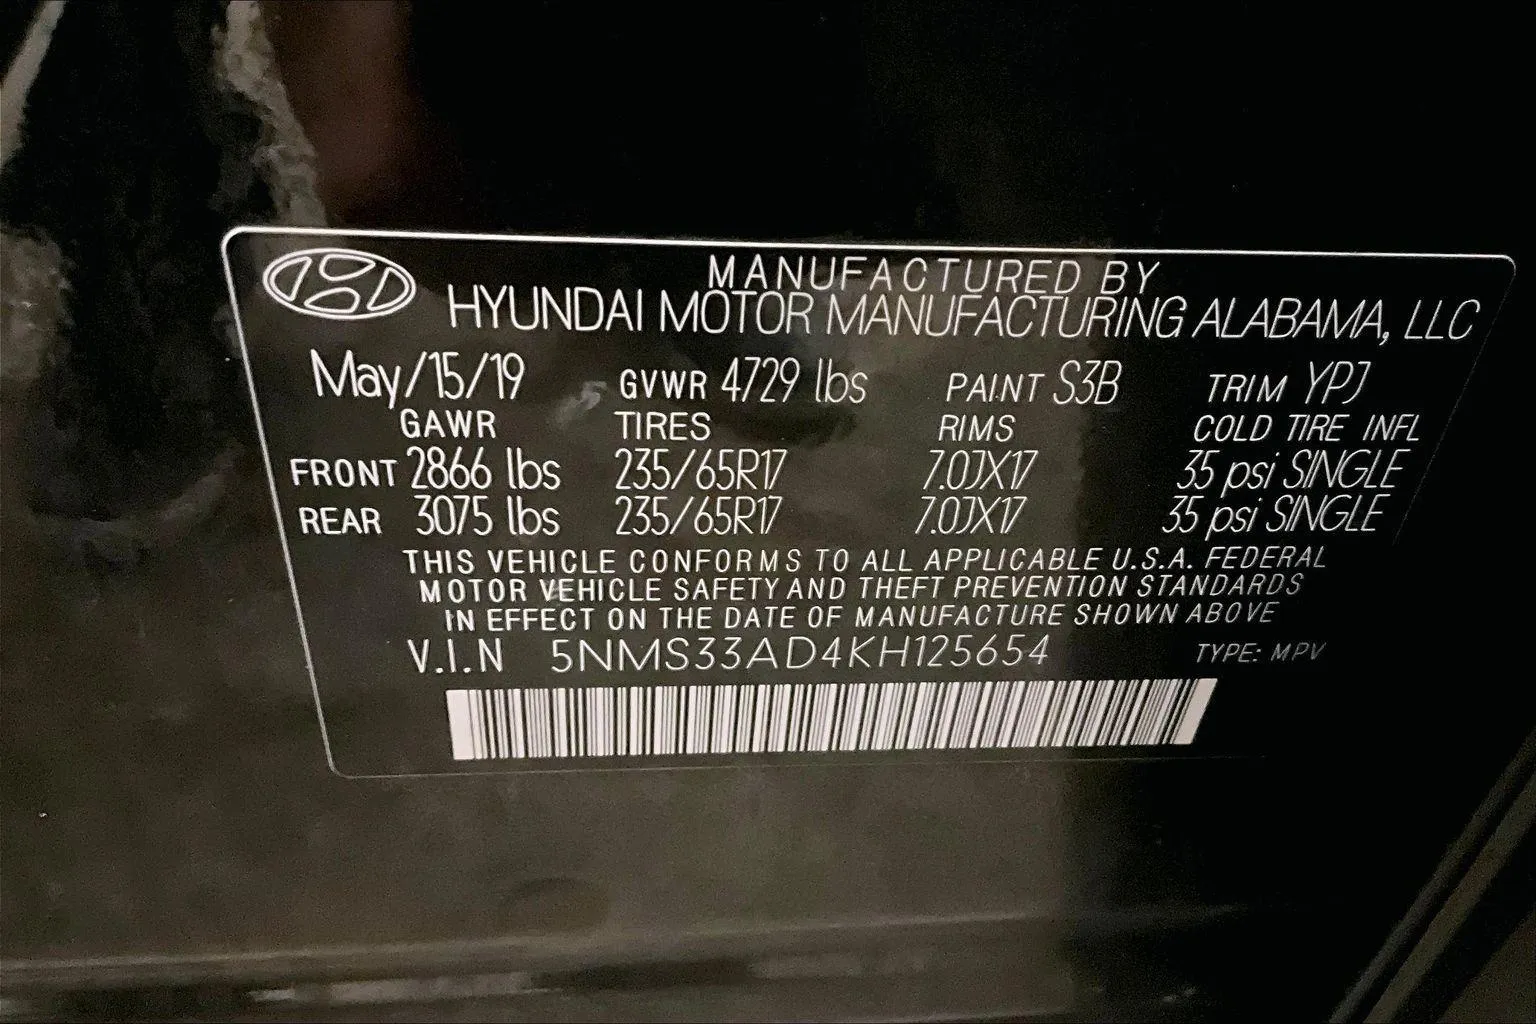 MANUFACTURED BY
HYUNDAI MOTOR MANUFACTURING ALABAMA, LLC
May/15/19 GVWR 4729 lbs PAINT S3B TRIM YPJ
GAWR TIRES RIMS COLD TIRE INFL
FRONT 2866 lbs 235/65R17 7.0JX17 35 psi SINGLE
REAR 3075 lbs 235/65R17 7.0JX17 35 psi SINGLE
THIS VEHICLE CONFORMS TO ALL APPLICABLE U.S.A. FEDERAL
MOTOR VEHICLE SAFETY AND THEFT PREVENTION STANDARDS
IN EFFECT ON THE DATE OF MANUFACTURE SHOWN ABOVE
V.I.N 5NMS33AD4KH125654 TYPE: MPV